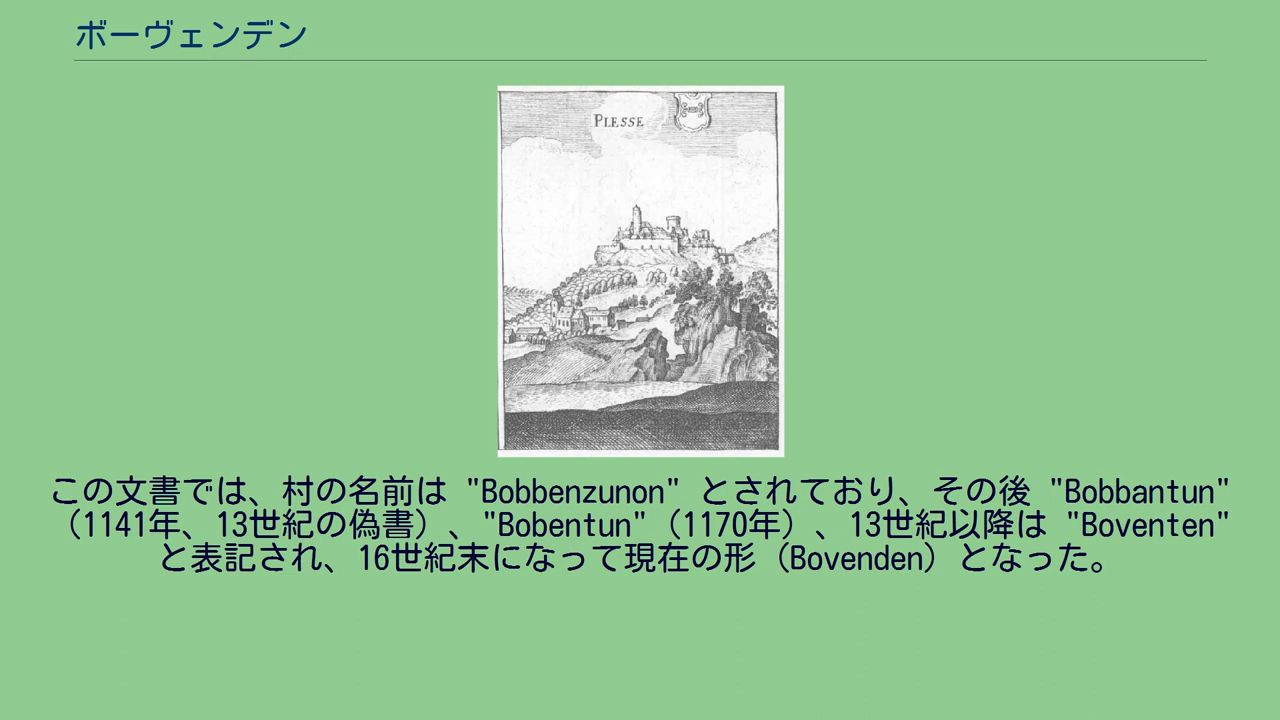 ボーヴェンデン
PLESSE
この文書では、村の名前は "Bobbenzunon" とされており、その後 "Bobbantun"
（1141年、13世紀の偽書）、"Bobentun"（1170年）、13世紀以降は "Boventen"
と表記され、16世紀末になって現在の形（Bovenden）となった。